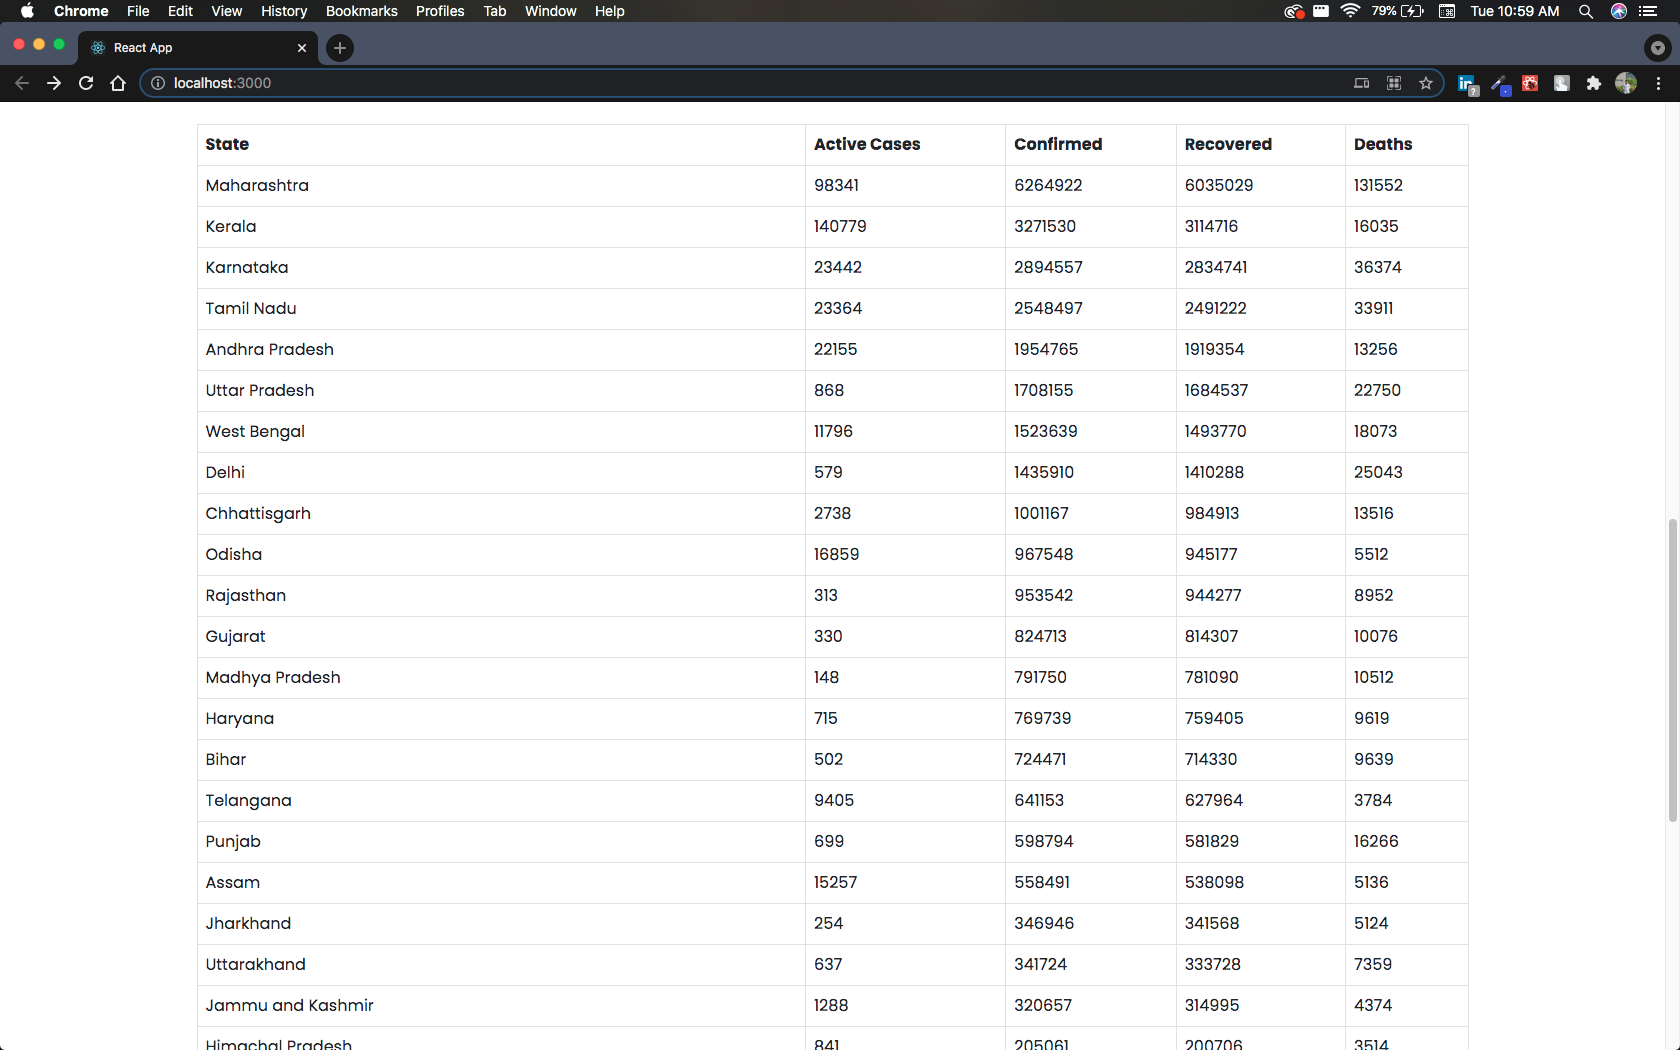 Chrome File Edit View History Bookmarks Profiles Tab Window Help 79% Tue 10:59 AM
React App
localhost:3000
State Active Cases Confirmed Recovered Deaths
Maharashtra 98341 6264922 6035029 131552
Kerala 140779 3271530 3114716 16035
Karnataka 23442 2894557 2834741 36374
Tamil Nadu 23364 2548497 2491222 33911
Andhra Pradesh 22155 1954765 1919354 13256
Uttar Pradesh 868 1708155 1684537 22750
West Bengal 11796 1523639 1493770 18073
Delhi 579 1435910 1410288 25043
Chhattisgarh 2738 1001167 984913 13516
Odisha 16859 967548 945177 5512
Rajasthan 313 953542 944277 8952
Gujarat 330 824713 814307 10076
Madhya Pradesh 148 791750 781090 10512
Haryana 715 769739 759405 9619
Bihar 502 724471 714330 9639
Telangana 9405 641153 627964 3784
Punjab 699 598794 581829 16266
Assam 15257 558491 538098 5136
Jharkhand 254 346946 341568 5124
Uttarakhand 637 341724 333728 7359
Jammu and Kashmir 1288 320657 314995 4374
Himachal Pradesh 841 205061 200706 3514